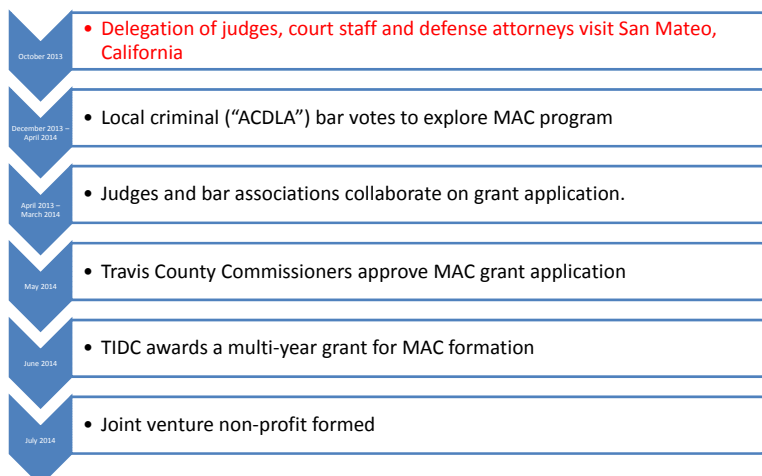 October 2013
• Delegation of judges, court staff and defense attorneys visit San Mateo,
California
December 2013 –
April 2014
• Local criminal (“ACDLA”) bar votes to explore MAC program
April 2013 –
March 2014
• Judges and bar associations collaborate on grant application.
May 2014
• Travis County Commissioners approve MAC grant application
June 2014
• TIDC awards a multi-year grant for MAC formation
July 2014
• Joint venture non-profit formed